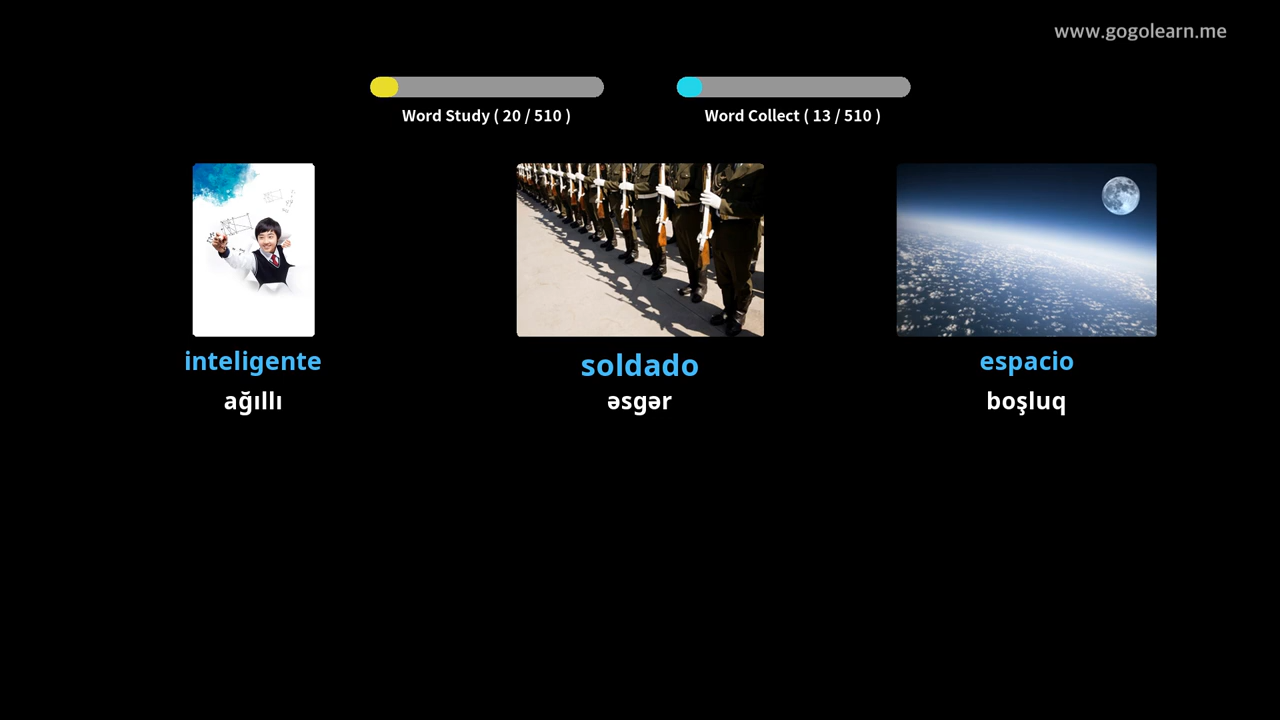 www.gogolearn.me
Word Study ( 20 / 510 )
Word Collect ( 13 / 510 )
inteligente
ağıllı
soldado
əsgər
espacio
boşluq